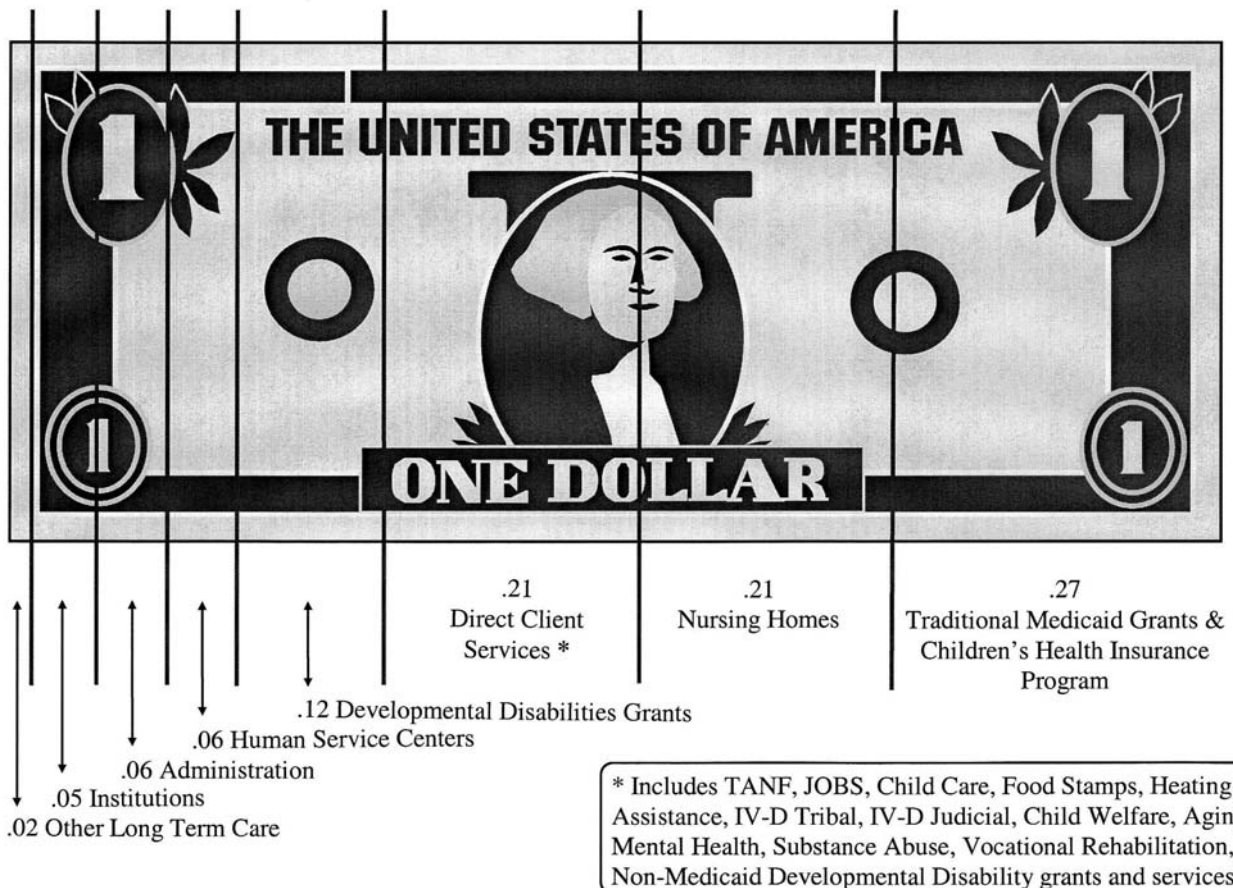 1
1
THE UNITED STATES OF AMERICA
1
1
ONE DOLLAR
.21
Direct Client
Services *
.21
Nursing Homes
.27
Traditional Medicaid Grants &
Children's Health Insurance
Program
.12 Developmental Disabilities Grants
.06 Human Service Centers
.06 Administration
.05 Institutions
.02 Other Long Term Care
* Includes TANF, JOBS, Child Care, Food Stamps, Heating
Assistance, IV-D Tribal, IV-D Judicial, Child Welfare, Agin
Mental Health, Substance Abuse, Vocational Rehabilitation,
Non-Medicaid Developmental Disability grants and services